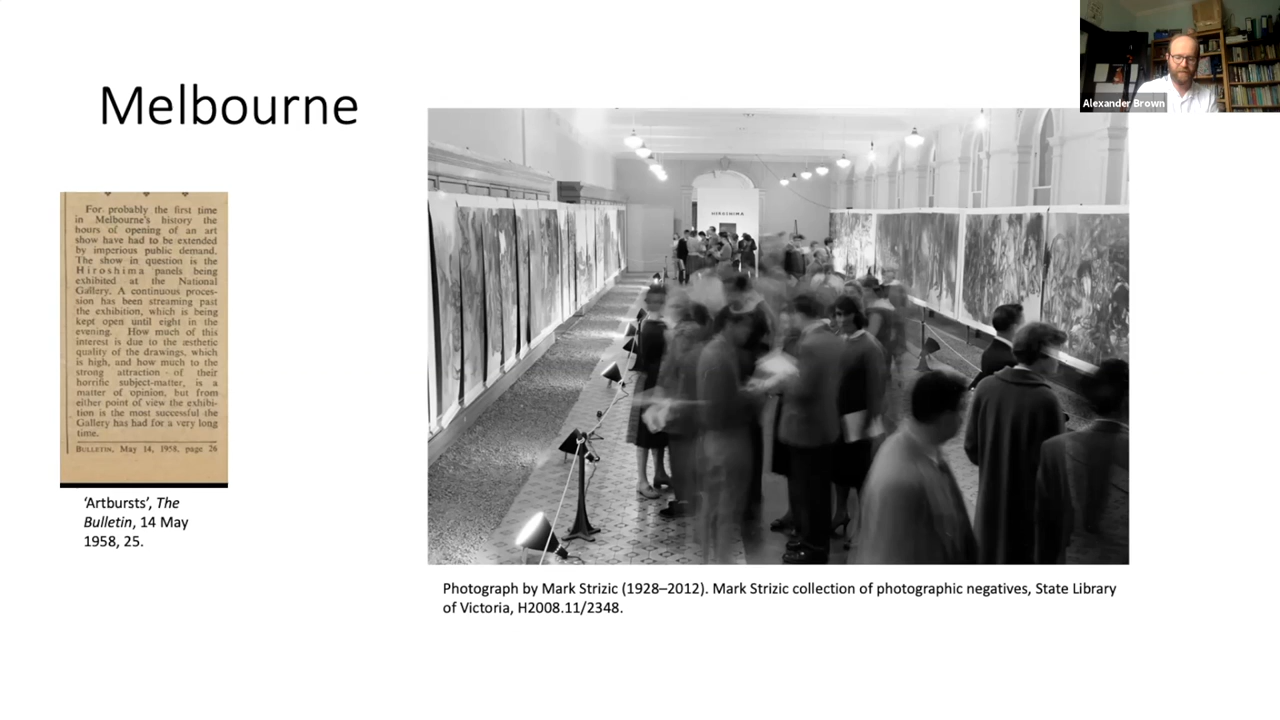 Melbourne
Alexander Brown
HIROSHIMA
For probably the first time
in Melbourne's history the
hours of opening of an art
show have had to be extended
by imperious public demand.
The show in question is the
Hiroshima panels being
exhibited at the National
Gallery. A continuous proces-
sion has been streaming past
the exhibition, which is being
kept open until eight in the
evening. How much of this
interest is due to the æsthetic
quality of the drawings, which
is high, and how much to the
strong attraction of their
horrific subject-matter, is a
matter of opinion, but from
either point of view the exhibi-
tion is the most successful the
Gallery has had for a very long
time.
BULLETIN, May 14, 1958, page 26
‘Artbursts’, The
Bulletin, 14 May
1958, 25.
Photograph by Mark Strizic (1928–2012). Mark Strizic collection of photographic negatives, State Library
of Victoria, H2008.11/2348.